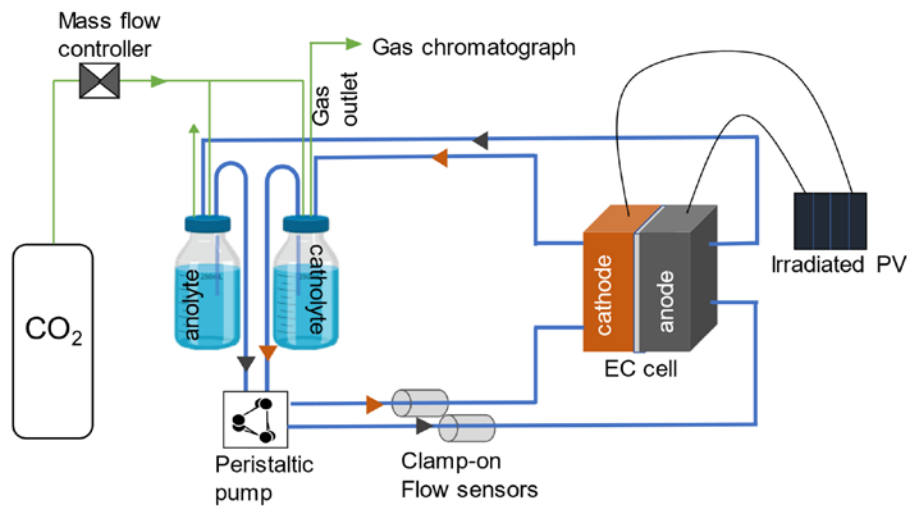 Mass flow
controller
Gas chromatograph
Gas
outlet
anolyte
catholyte
CO₂
cathode
anode
Irradiated PV
EC cell
Peristaltic
pump
Clamp-on
Flow sensors